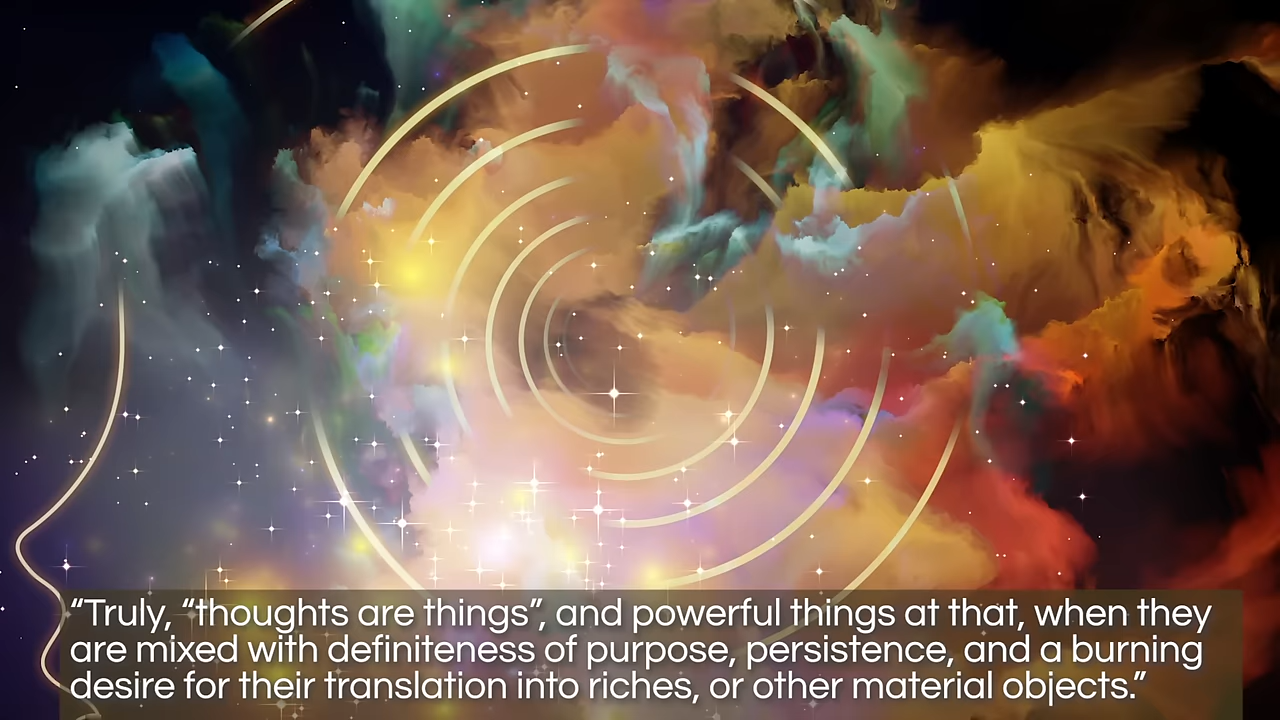 “Truly, “thoughts are things”, and powerful things at that, when they
are mixed with definiteness of purpose, persistence, and a burning
desire for their translation into riches, or other material objects.”